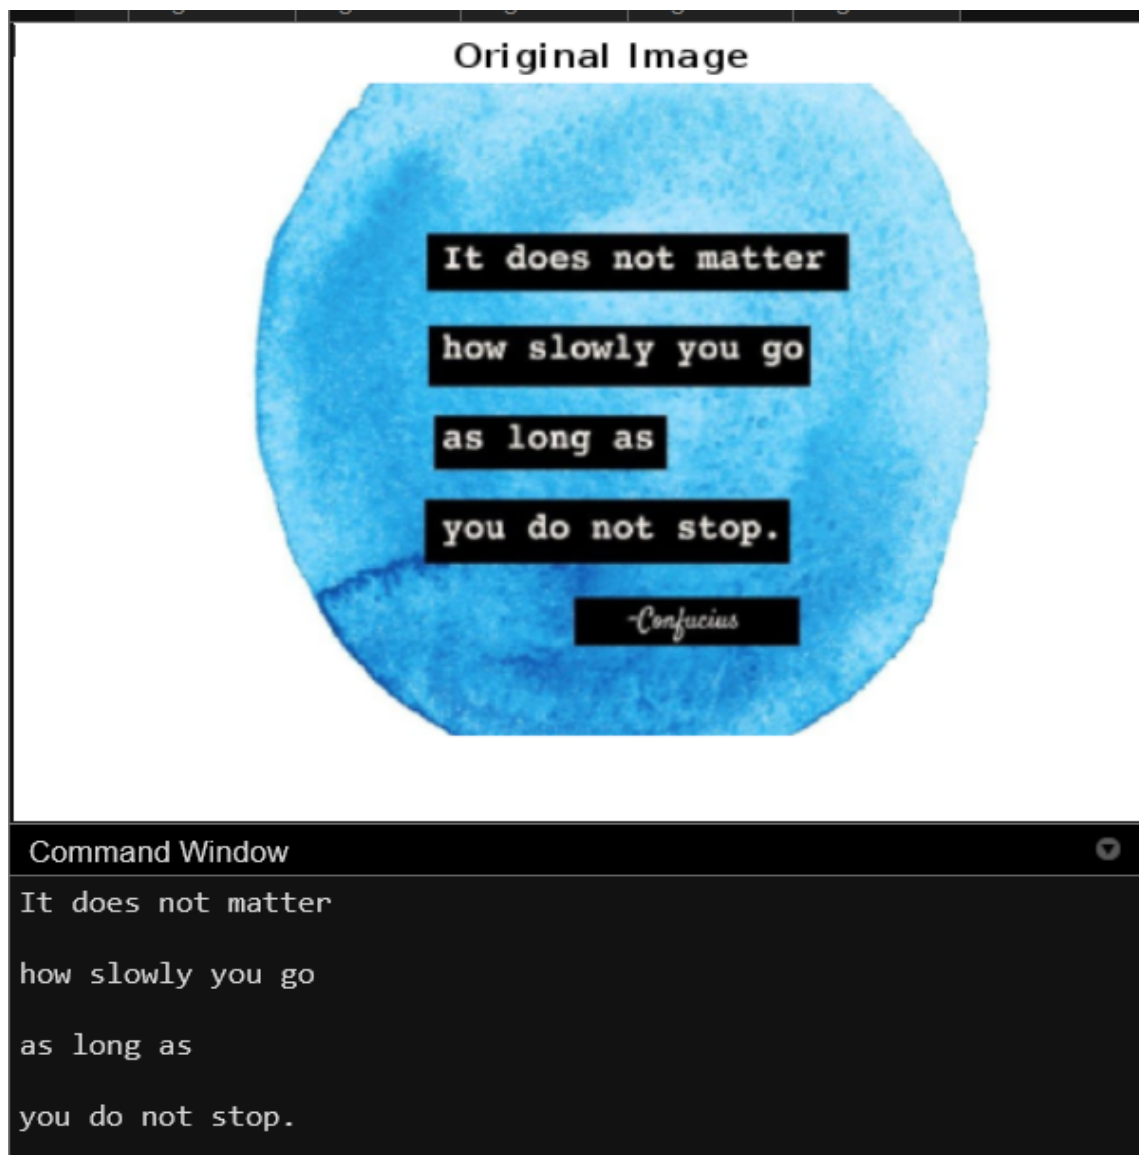 Original Image
It does not matter
how slowly you go
as long as
you do not stop.
-Confucius
Command Window
It does not matter
how slowly you go
as long as
you do not stop.